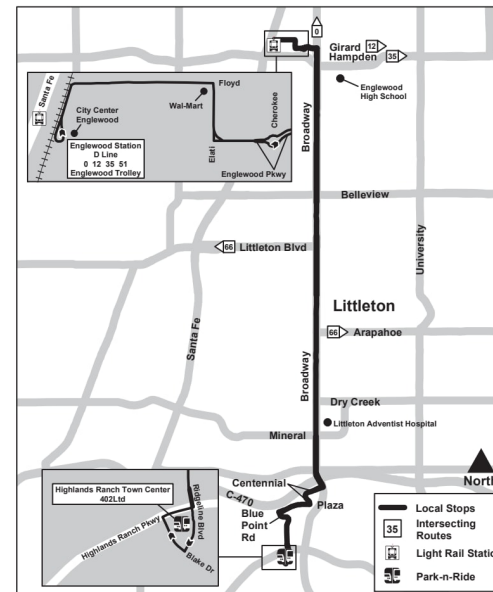 0
Girard 12
Hampden 35
Englewood
High School
Santa Fe
Floyd
Wal-Mart
City Center
Englewood
Cherokee
Englewood Station
D Line
0 12 35 51
Englewood Trolley
Elati
Englewood Pkwy
Broadway
Belleview
66 Littleton Blvd
University
Littleton
66 Arapahoe
Santa Fe
Broadway
Dry Creek
Littleton Adventist Hospital
Mineral
North
Centennial
C-470
Plaza
Blue
Point
Rd
Highlands Ranch Town Center
402Ltd
Ridgeline Blvd
Highlands Ranch Pkwy
Blake Dr
Local Stops
35 Intersecting
Routes
Light Rail Statio
Park-n-Ride